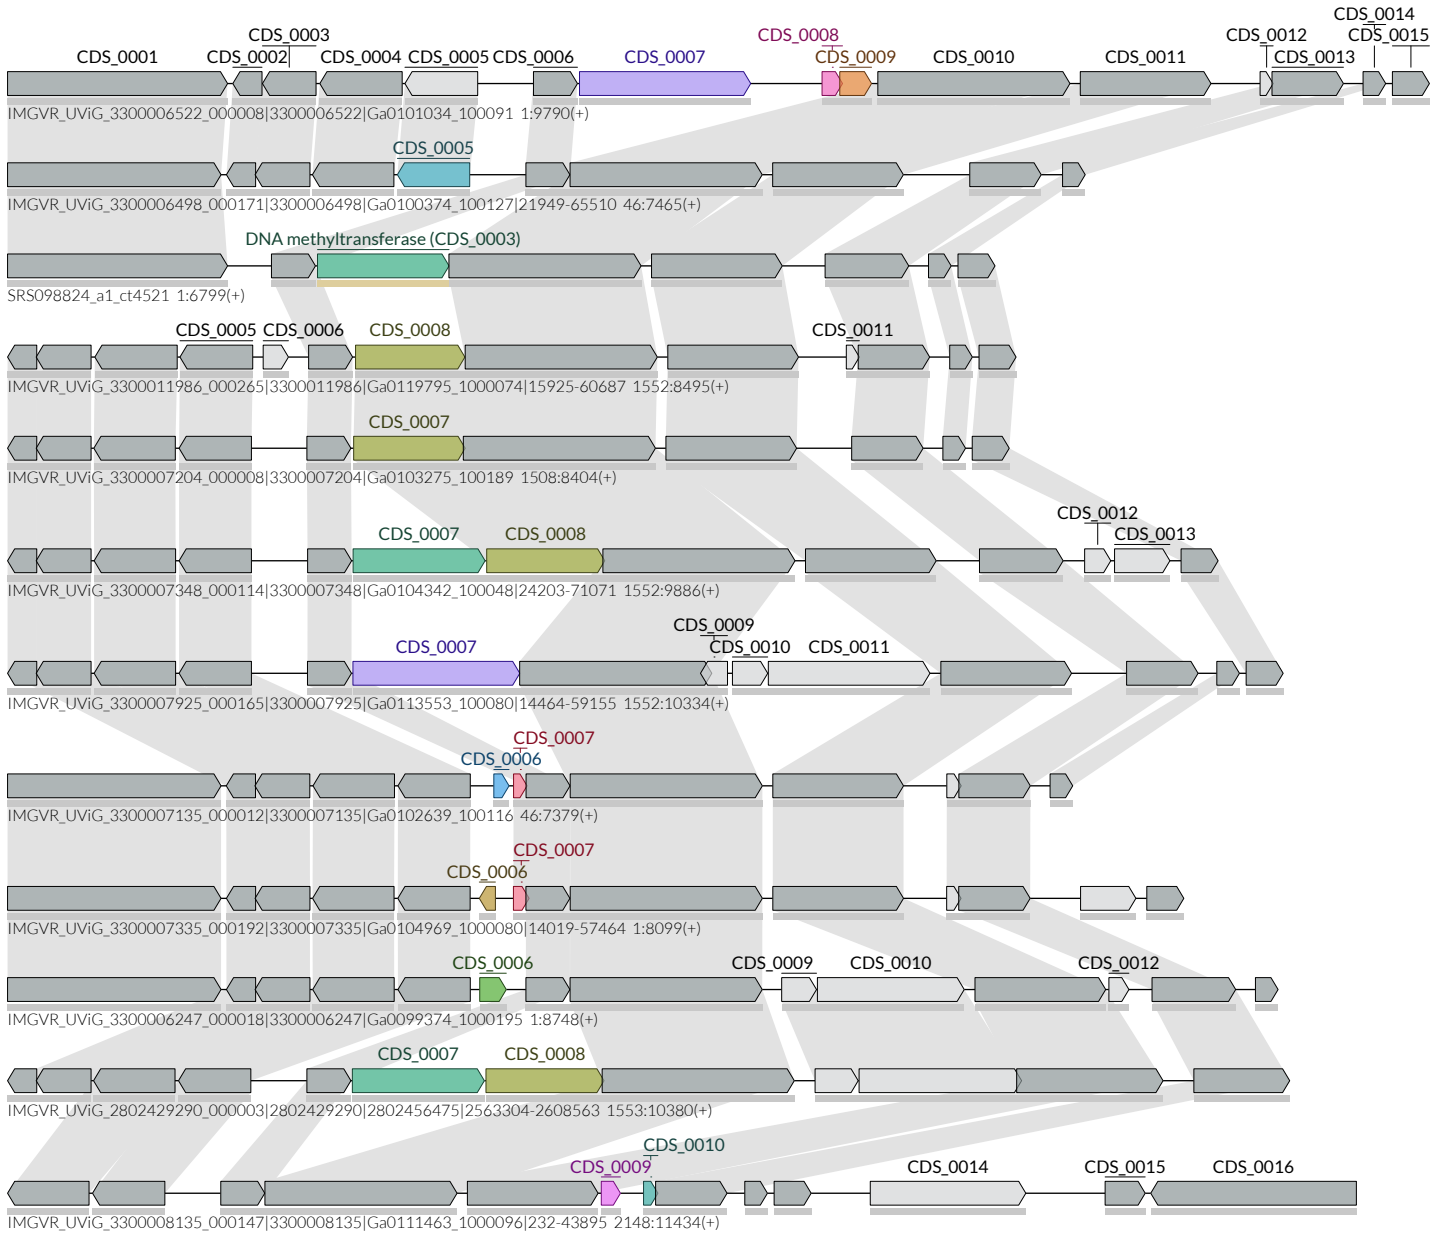 CDS_0014
CDS_0003 CDS_0008 CDS_0012 CDS_0015
CDS_0001 CDS_0002 CDS_0004 CDS_0005 CDS_0006 CDS_0007 CDS_0009 CDS_0010 CDS_0011 CDS_0013
IMGVR_UViG_3300006522_000008|3300006522|Ga0101034_100091 1:9790(+)
CDS_0005
IMGVR_UViG_3300006498_000171|3300006498|Ga0100374_100127|21949-65510 46:7465(+)
DNA methyltransferase (CDS_0003)
SRS098824_a1_ct4521 1:6799(+)
CDS_0005 CDS_0006 CDS_0008 CDS_0011
IMGVR_UViG_3300011986_000265|3300011986|Ga0119795_1000074|15925-60687 1552:8495(+)
CDS_0007
IMGVR_UViG_3300007204_000008|3300007204|Ga0103275_100189 1508:8404(+)
CDS_0012
CDS_0007 CDS_0008 CDS_0013
IMGVR_UViG_3300007348_000114|3300007348|Ga0104342_100048|24203-71071 1552:9886(+)
CDS_0009
CDS_0007 CDS_0010 CDS_0011
IMGVR_UViG_3300007925_000165|3300007925|Ga0113553_100080|14464-59155 1552:10334(+)
CDS_0007
CDS_0006
IMGVR_UViG_3300007135_000012|3300007135|Ga0102639_100116 46:7379(+)
CDS_0007
CDS_0006
IMGVR_UViG_3300007335_000192|3300007335|Ga0104969_1000080|14019-57464 1:8099(+)
CDS_0006 CDS_0009 CDS_0010 CDS_0012
IMGVR_UViG_3300006247_000018|3300006247|Ga0099374_1000195 1:8748(+)
CDS_0007 CDS_0008
IMGVR_UViG_2802429290_000003|2802429290|2802456475|2563304-2608563 1553:10380(+)
CDS_0010
CDS_0009 CDS_0014 CDS_0015 CDS_0016
IMGVR_UViG_3300008135_000147|3300008135|Ga0111463_1000096|232-43895 2148:11434(+)